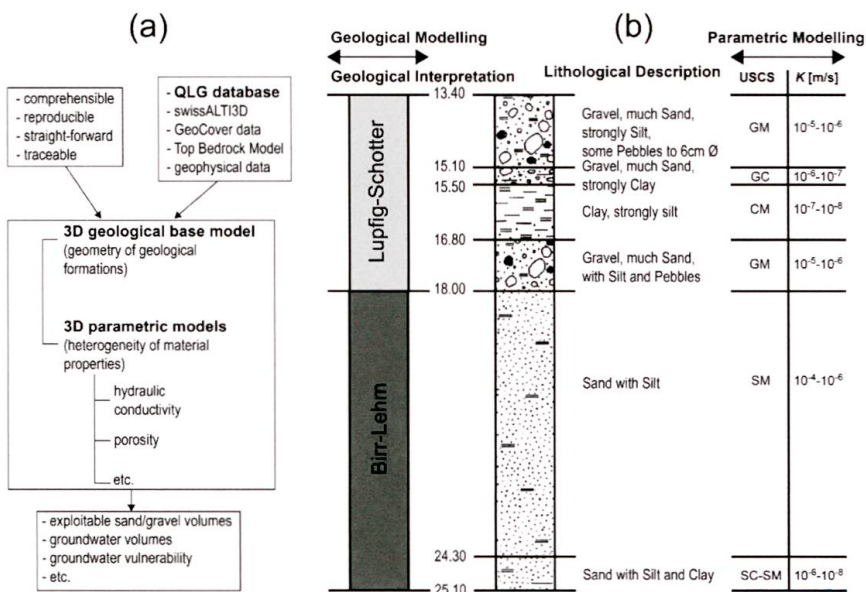 (a)
- comprehensible
- reproducible
- straight-forward
- traceable
- QLG database
- swissALTI3D
- GeoCover data
- Top Bedrock Model
- geophysical data
3D geological base model
(geometry of geological
formations)
3D parametric models
(heterogeneity of material
properties)
hydraulic
conductivity
porosity
etc.
- exploitable sand/gravel volumes
- groundwater volumes
- groundwater vulnerability
- etc.
(b)
Geological Modelling
Parametric Modelling
Geological Interpretation
Lithological Description
USCS
K [m/s]
13.40
Lupfig-Schotter
Gravel, much Sand,
strongly Silt,
some Pebbles to 6cm Ø
GM
10⁻⁵-10⁻⁶
15.10
Gravel, much Sand,
strongly Clay
GC
10⁻⁶-10⁻⁷
15.50
Clay, strongly silt
CM
10⁻⁷-10⁻⁸
16.80
Gravel, much Sand,
with Silt and Pebbles
GM
10⁻⁵-10⁻⁶
18.00
Birr-Lehm
Sand with Silt
SM
10⁻⁴-10⁻⁶
24.30
Sand with Silt and Clay
SC-SM
10⁻⁶-10⁻⁸
25.10